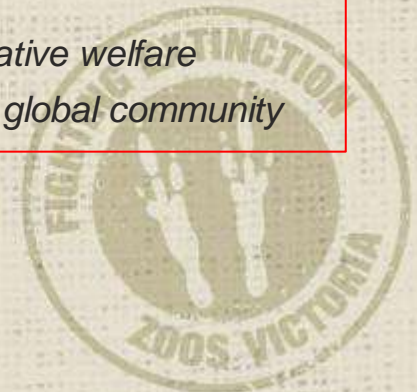 ative welfare
global community
FIGHTING EXTINCTION
ZOOS VICTORIA